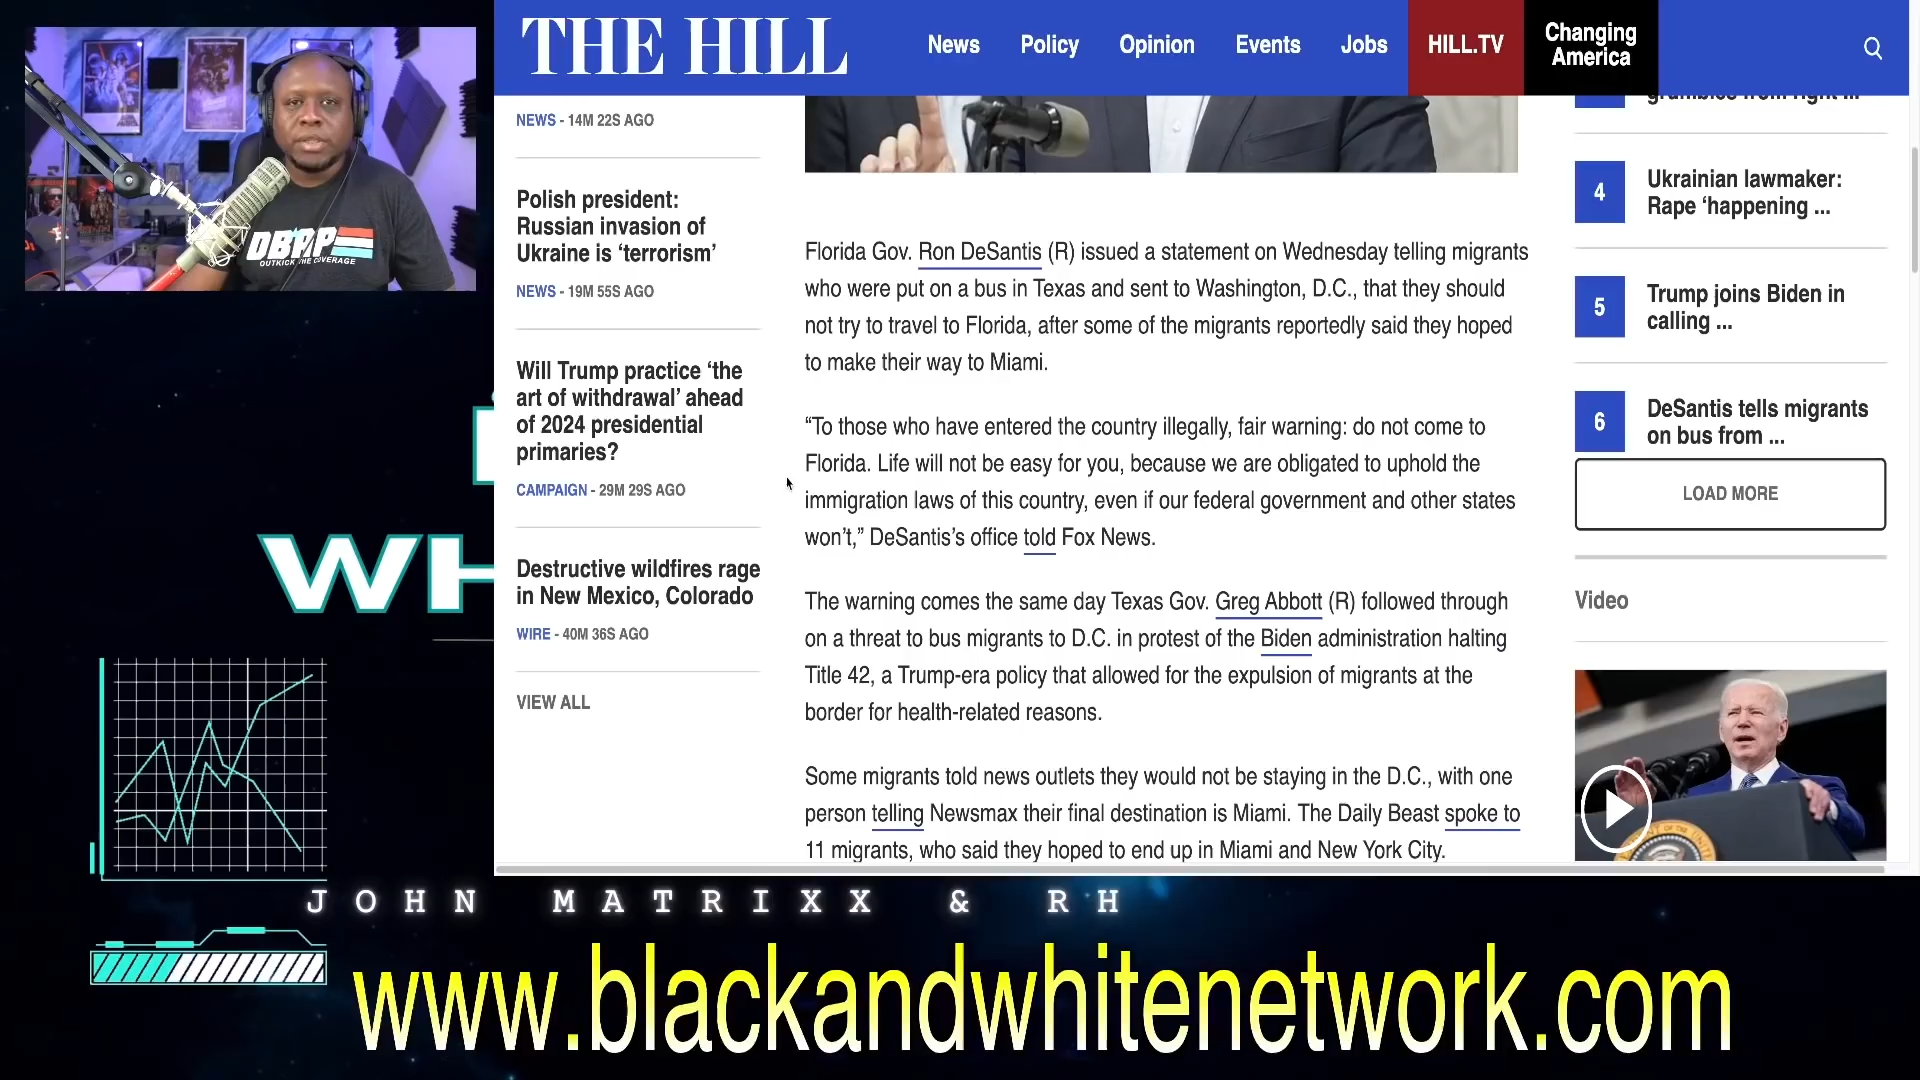 DBAP
OUTKICK THE COVERAGE
WH
THE HILL
News
Policy
Opinion
Events
Jobs
HILL.TV
Changing
America
NEWS - 14M 22S AGO
Polish president:
Russian invasion of
Ukraine is ‘terrorism’
NEWS - 19M 55S AGO
Will Trump practice ‘the
art of withdrawal’ ahead
of 2024 presidential
primaries?
CAMPAIGN - 29M 29S AGO
Destructive wildfires rage
in New Mexico, Colorado
WIRE - 40M 36S AGO
VIEW ALL
Florida Gov. Ron DeSantis (R) issued a statement on Wednesday telling migrants
who were put on a bus in Texas and sent to Washington, D.C., that they should
not try to travel to Florida, after some of the migrants reportedly said they hoped
to make their way to Miami.
“To those who have entered the country illegally, fair warning: do not come to
Florida. Life will not be easy for you, because we are obligated to uphold the
immigration laws of this country, even if our federal government and other states
won’t,” DeSantis’s office told Fox News.
The warning comes the same day Texas Gov. Greg Abbott (R) followed through
on a threat to bus migrants to D.C. in protest of the Biden administration halting
Title 42, a Trump-era policy that allowed for the expulsion of migrants at the
border for health-related reasons.
Some migrants told news outlets they would not be staying in the D.C., with one
person telling Newsmax their final destination is Miami. The Daily Beast spoke to
11 migrants, who said they hoped to end up in Miami and New York City.
grumbles from right ...
4
Ukrainian lawmaker:
Rape ‘happening ...
5
Trump joins Biden in
calling ...
6
DeSantis tells migrants
on bus from ...
LOAD MORE
Video
JOHN MATRIXX & RH
www.blackandwhitenetwork.com